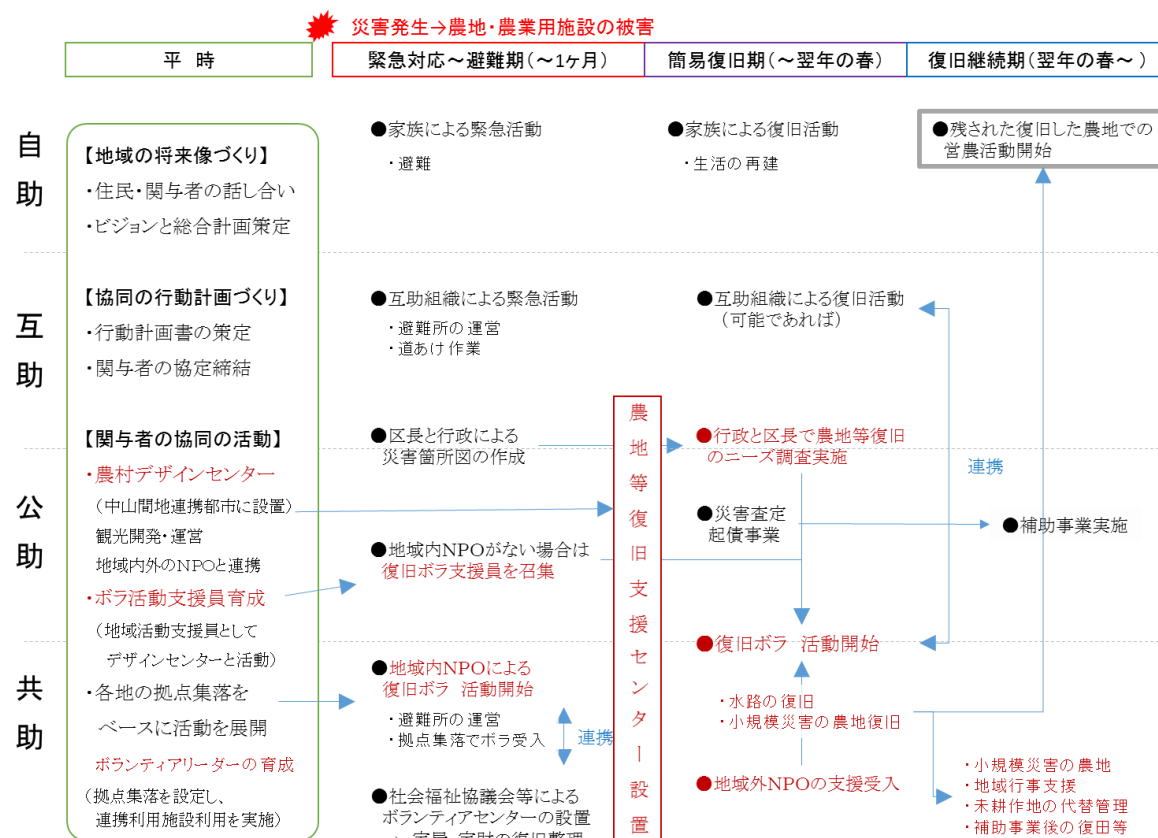 災害発生→農地・農業用施設の被害
平 時
緊急対応～避難期(～1ヶ月)
簡易復旧期(～翌年の春)
復旧継続期(翌年の春～ )
自助
【地域の将来像づくり】
・住民・関与者の話し合い
・ビジョンと総合計画策定
●家族による緊急活動
・避難
●家族による復旧活動
・生活の再建
●残された復旧した農地での
営農活動開始
互助
【協同の行動計画づくり】
・行動計画書の策定
・関与者の協定締結
●互助組織による緊急活動
・避難所の運営
・道あけ作業
●互助組織による復旧活動
(可能であれば)
公助
【関与者の協同の活動】
・農村デザインセンター
(中山間地連携都市に設置)
観光開発・運営
地域内外のNPOと連携
・ボラ活動支援員育成
(地域活動支援員として
デザインセンターと活動)
●区長と行政による
災害箇所図の作成
●地域内NPOがない場合は
復旧ボラ支援員を召集
農地等復旧支援センター設置
●行政と区長で農地等復旧
のニーズ調査実施
●災害査定
起債事業
連携
●補助事業実施
共助
・各地の拠点集落を
ベースに活動を展開
ボランティアリーダーの育成
(拠点集落を設定し、
連携利用施設利用を実施)
●地域内NPOによる
復旧ボラ 活動開始
・避難所の運営
・拠点集落でボラ受入
連携
●社会福祉協議会等による
ボランティアセンターの設置
●復旧ボラ 活動開始
・水路の復旧
・小規模災害の農地復旧
●地域外NPOの支援受入
・小規模災害の農地
・地域行事支援
・未耕作地の代替管理
・補助事業後の復田等